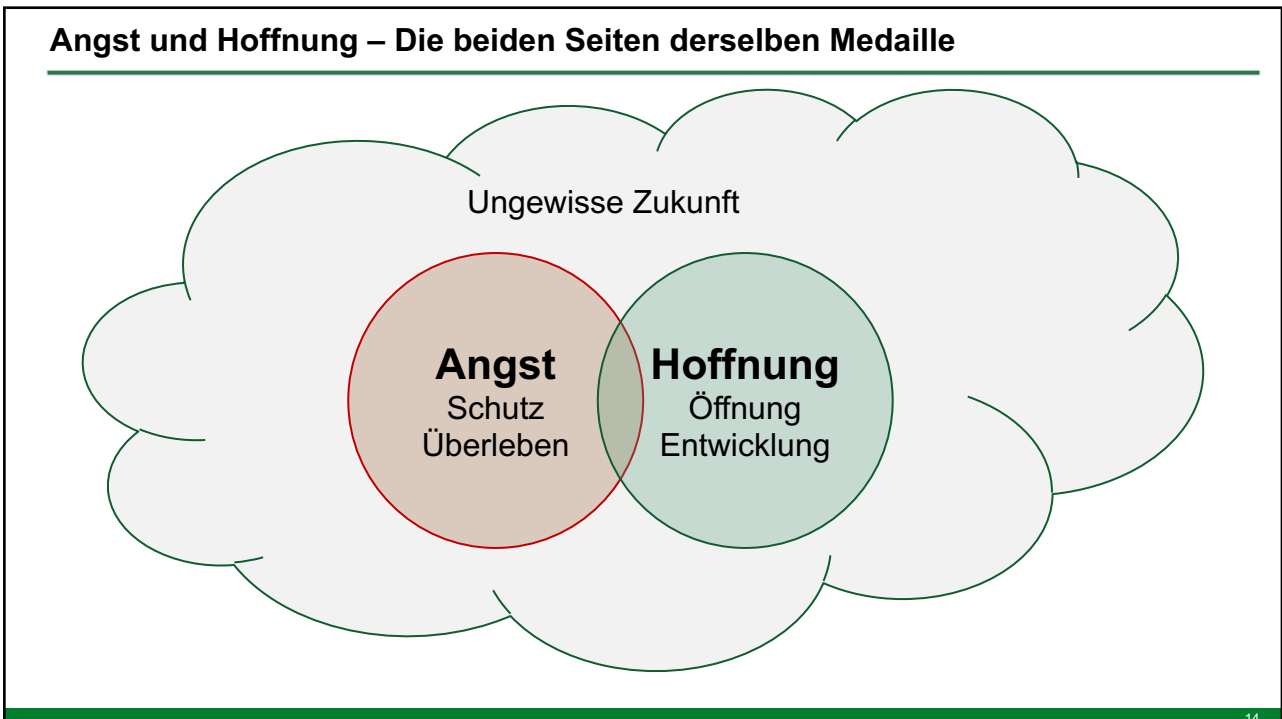 Angst und Hoffnung – Die beiden Seiten derselben Medaille
Ungewisse Zukunft
Angst
Schutz
Überleben
Hoffnung
Öffnung
Entwicklung
14